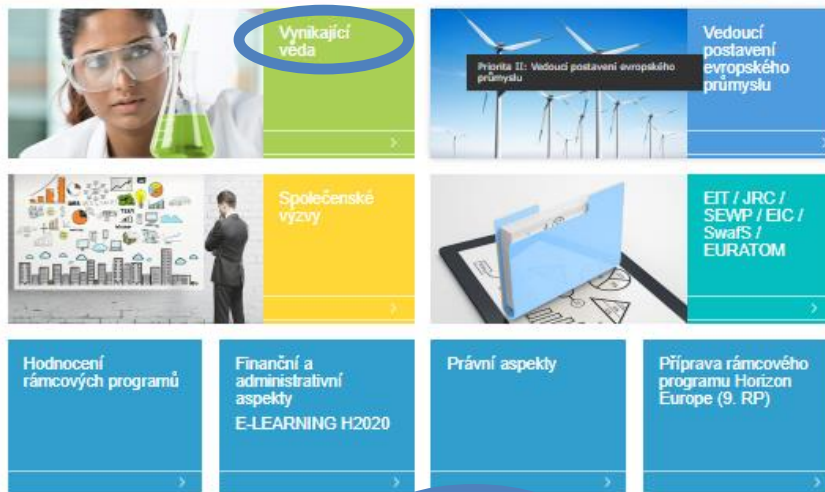 Vynikající
věda
Vedoucí
postavení
evropského
průmyslu
Priorita II: Vedoucí postavení evropského
průmyslu
Společenské
výzvy
EIT / JRC /
SEWP / EIC /
SwafS /
EURATOM
Hodnocení
rámcových programů
Finanční a
administrativní
aspekty
E-LEARNING H2020
Právní aspekty
Příprava rámcového
programu Horizon
Europe (9. RP)